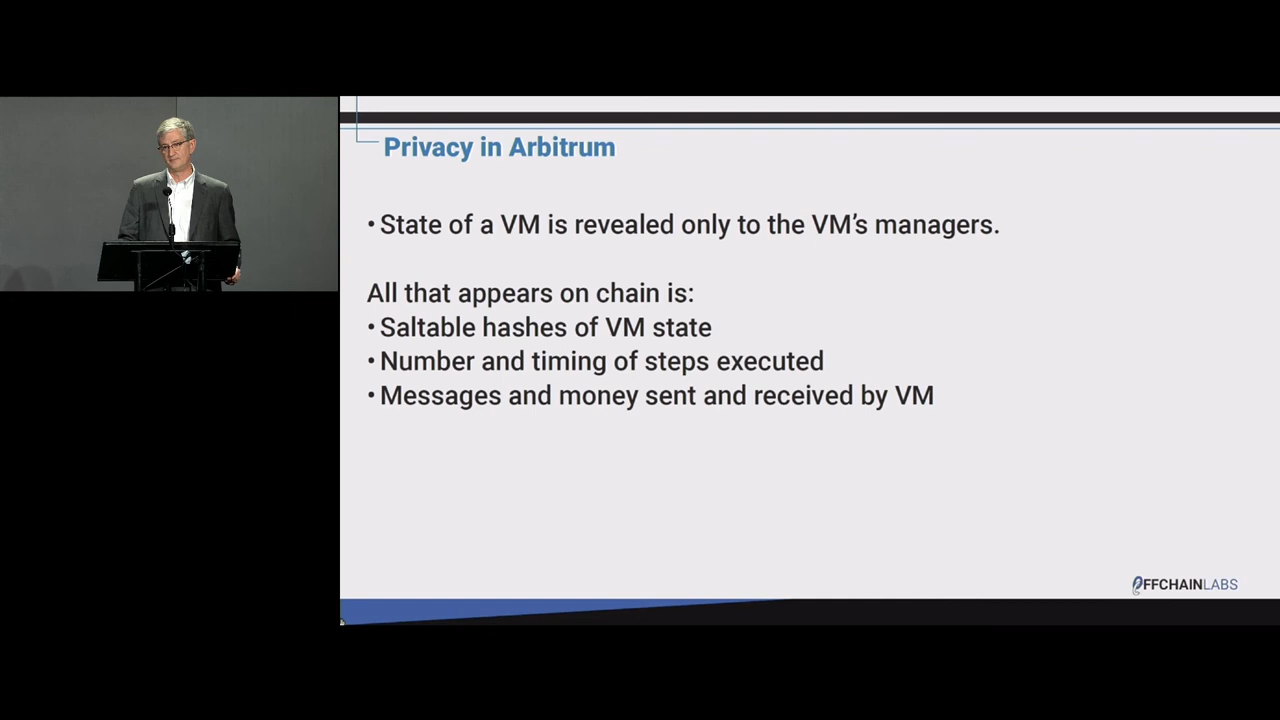 Privacy in Arbitrum
• State of a VM is revealed only to the VM’s managers.
All that appears on chain is:
• Saltable hashes of VM state
• Number and timing of steps executed
• Messages and money sent and received by VM
OFFCHAINLABS